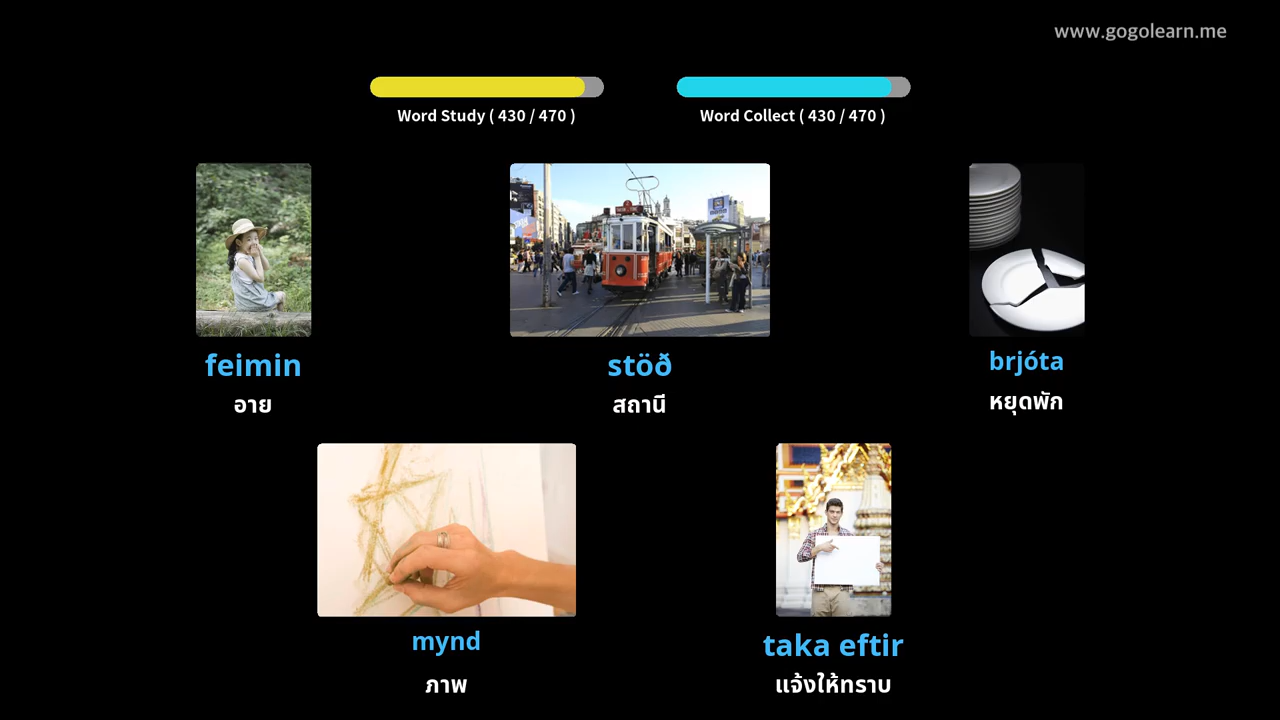 www.gogolearn.me
Word Study ( 430 / 470 )
Word Collect ( 430 / 470 )
feimin
อาย
stöð
สถานี
brjóta
หยุดพัก
mynd
ภาพ
taka eftir
แจ้งให้ทราบ